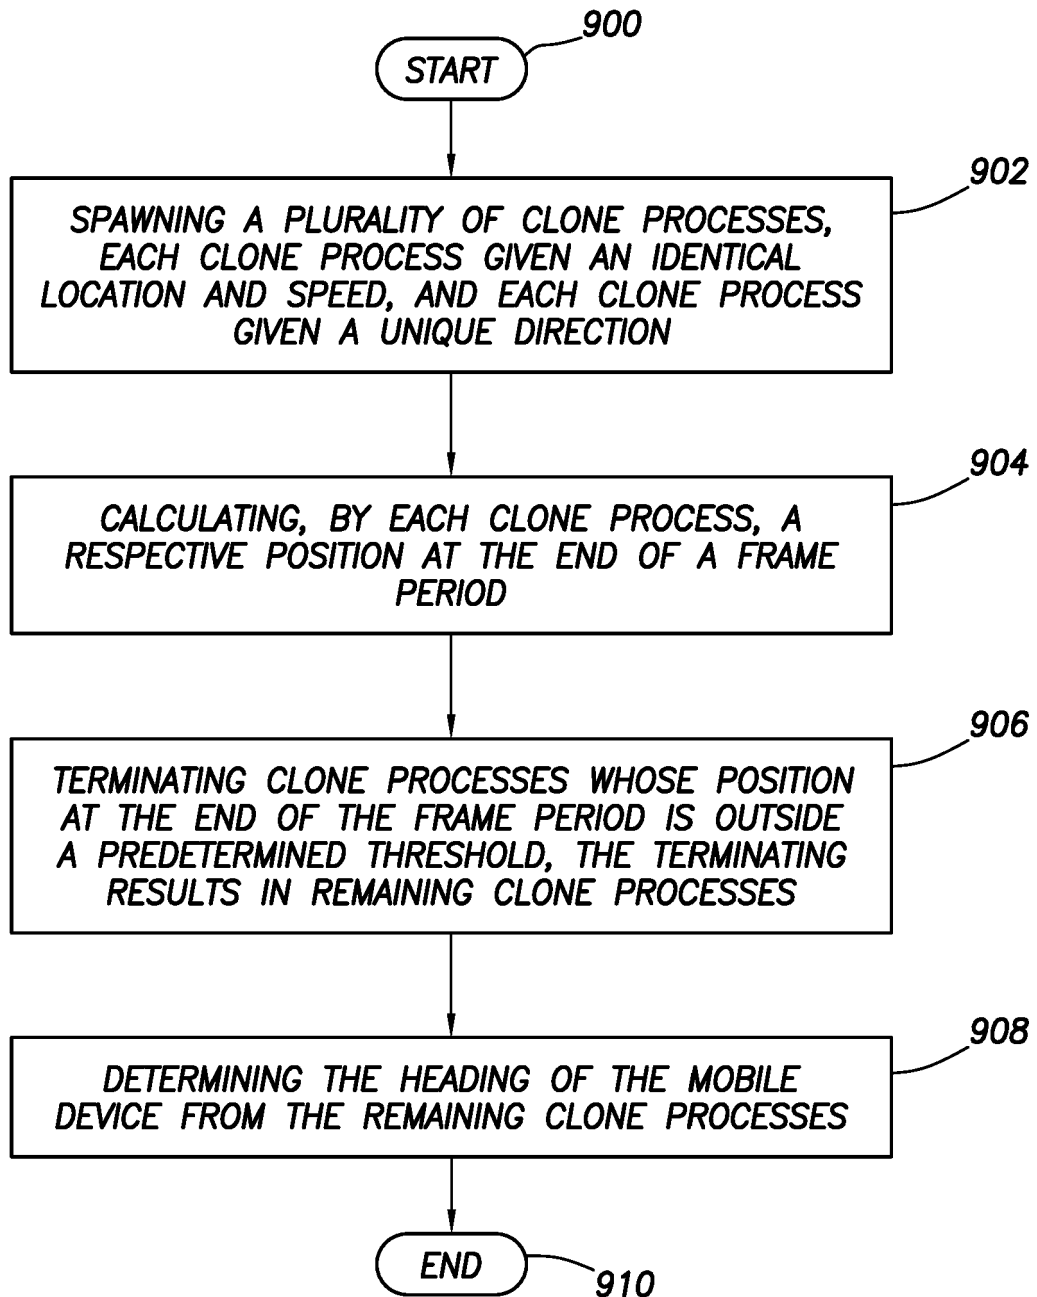 900
START
902
SPAWNING A PLURALITY OF CLONE PROCESSES,
EACH CLONE PROCESS GIVEN AN IDENTICAL
LOCATION AND SPEED, AND EACH CLONE PROCESS
GIVEN A UNIQUE DIRECTION
904
CALCULATING, BY EACH CLONE PROCESS, A
RESPECTIVE POSITION AT THE END OF A FRAME
PERIOD
906
TERMINATING CLONE PROCESSES WHOSE POSITION
AT THE END OF THE FRAME PERIOD IS OUTSIDE
A PREDETERMINED THRESHOLD, THE TERMINATING
RESULTS IN REMAINING CLONE PROCESSES
908
DETERMINING THE HEADING OF THE MOBILE
DEVICE FROM THE REMAINING CLONE PROCESSES
END
910